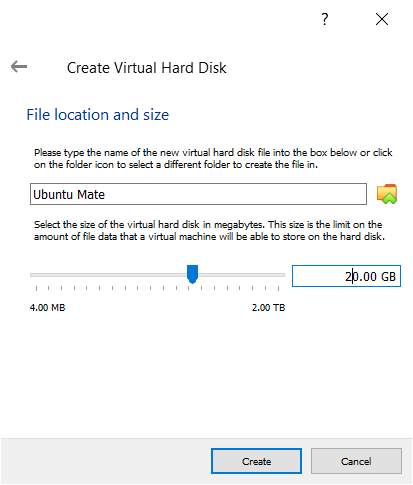 ?
Create Virtual Hard Disk
File location and size
Please type the name of the new virtual hard disk file into the box below or click
on the folder icon to select a different folder to create the file in.
Ubuntu Mate
Select the size of the virtual hard disk in megabytes. This size is the limit on the
amount of file data that a virtual machine will be able to store on the hard disk.
20.00 GB
4.00 MB 2.00 TB
Create Cancel